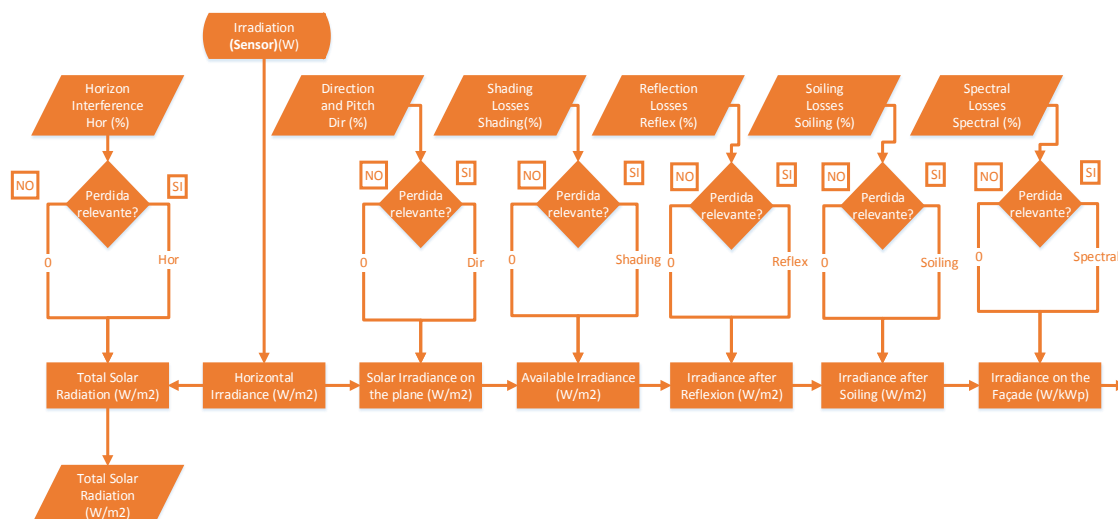 Irradiation
(Sensor)(W)
Horizon
Interference
Hor (%)
Direction
and Pitch
Dir (%)
Shading
Losses
Shading(%)
Reflection
Losses
Reflex (%)
Soiling
Losses
Soiling (%)
Spectral
Losses
Spectral (%)
NO
SI
Perdida
relevante?
0
Hor
NO
SI
Perdida
relevante?
0
Dir
NO
SI
Perdida
relevante?
0
Shading
NO
SI
Perdida
relevante?
0
Reflex
NO
SI
Perdida
relevante?
0
Soiling
NO
SI
Perdida
relevante?
0
Spectral
Total Solar
Radiation (W/m2)
Horizontal
Irradiance (W/m2)
Solar Irradiance on
the plane (W/m2)
Available Irradiance
(W/m2)
Irradiance after
Reflexion (W/m2)
Irradiance after
Soiling (W/m2)
Irradiance on the
Façade (W/kWp)
Total Solar
Radiation
(W/m2)